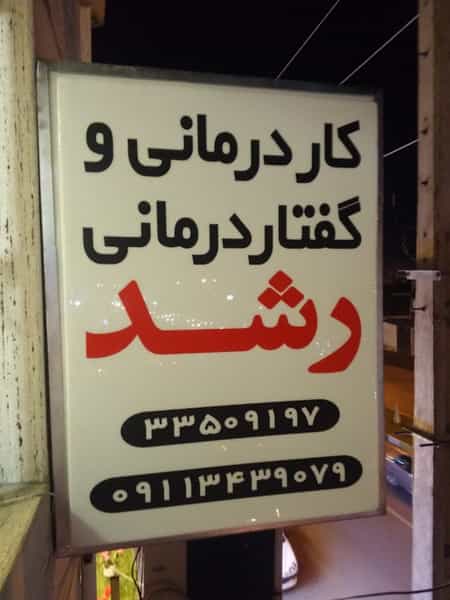 کاردرمانی و
گفتاردرمانی
رشد
۳۳۵۰۹۱۹۷
۰۹۱۱۳۴۳۹۰۷۹